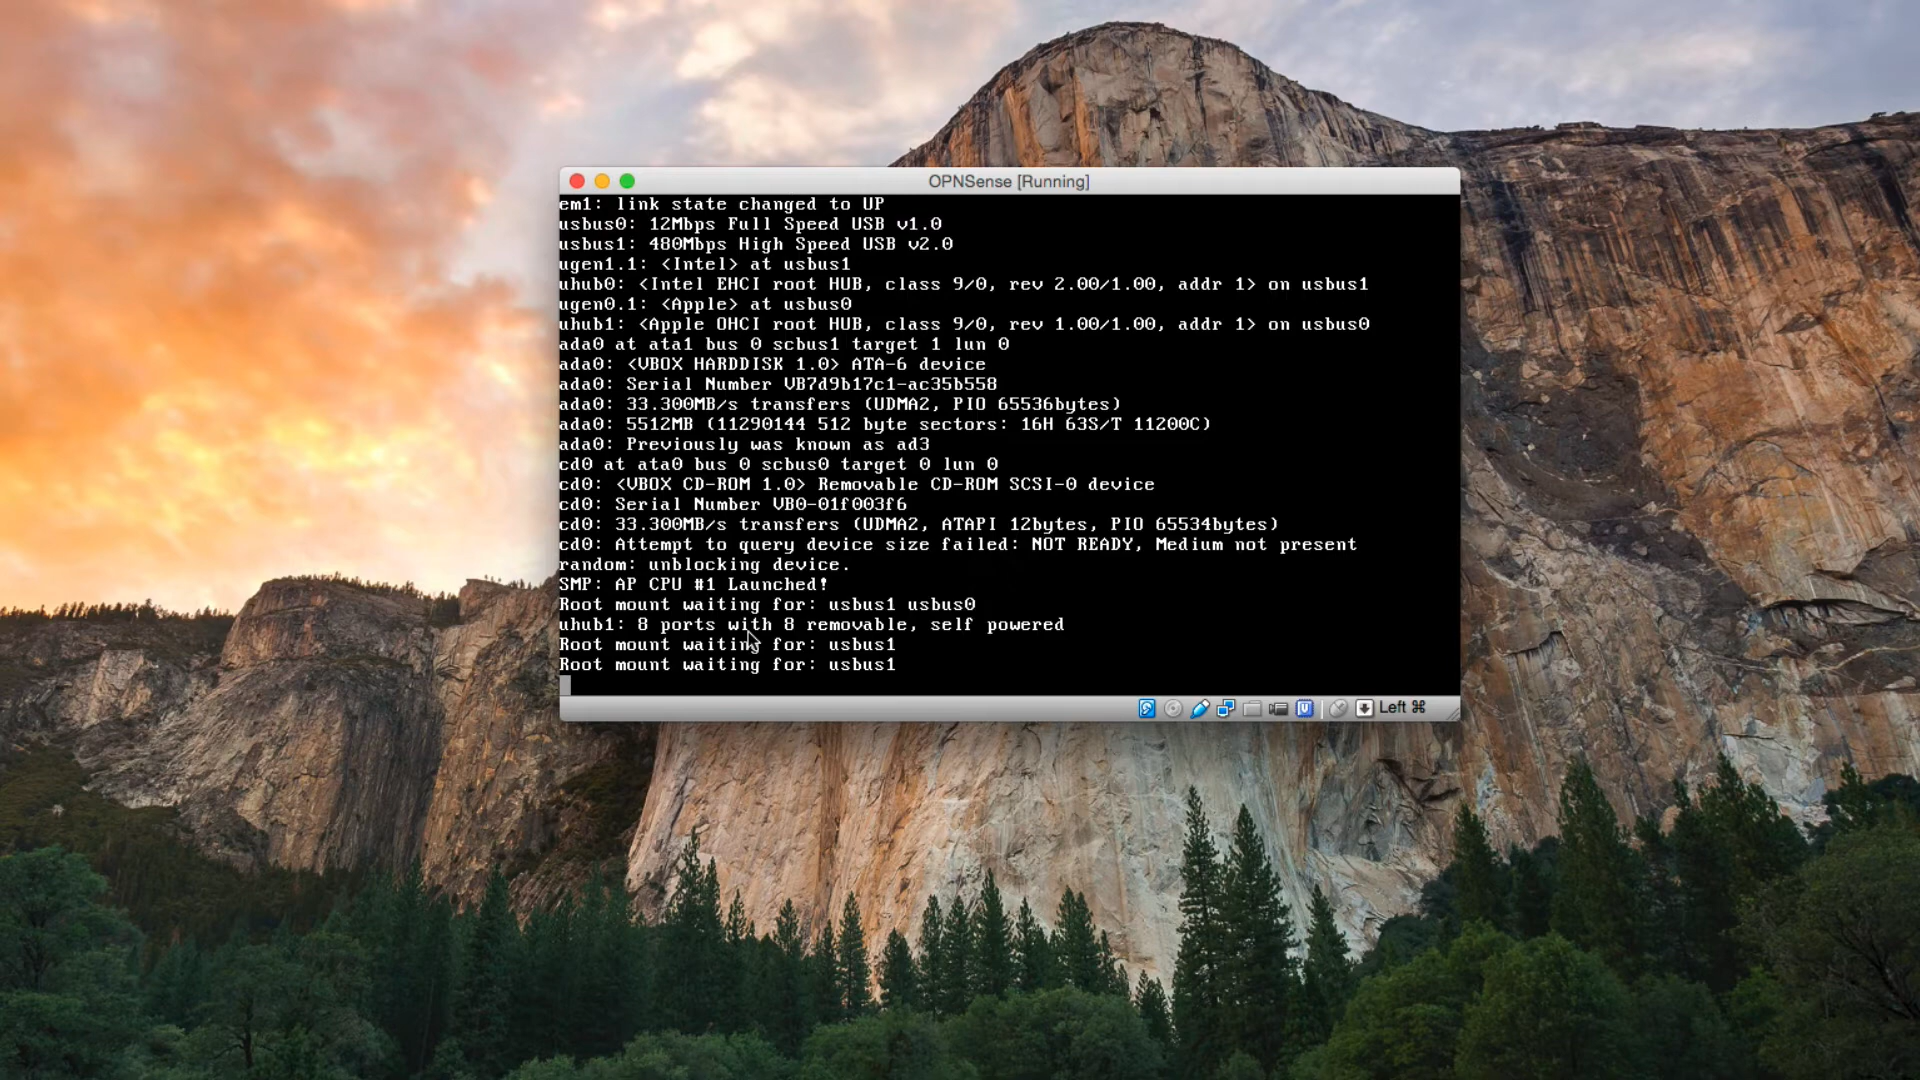 OPNSense [Running]
em1: link state changed to UP
usbus0: 12Mbps Full Speed USB v1.0
usbus1: 480Mbps High Speed USB v2.0
ugen1.1: <Intel> at usbus1
uhub0: <Intel EHCI root HUB, class 9/0, rev 2.00/1.00, addr 1> on usbus1
ugen0.1: <Apple> at usbus0
uhub1: <Apple OHCI root HUB, class 9/0, rev 1.00/1.00, addr 1> on usbus0
ada0 at ata1 bus 0 scbus1 target 1 lun 0
ada0: <VBOX HARDDISK 1.0> ATA-6 device
ada0: Serial Number VB7d9b17c1-ac35b558
ada0: 33.300MB/s transfers (UDMA2, PIO 65536bytes)
ada0: 5512MB (11290144 512 byte sectors: 16H 63S/T 11200C)
ada0: Previously was known as ad3
cd0 at ata0 bus 0 scbus0 target 0 lun 0
cd0: <VBOX CD-ROM 1.0> Removable CD-ROM SCSI-0 device
cd0: Serial Number VB0-01f003f6
cd0: 33.300MB/s transfers (UDMA2, ATAPI 12bytes, PIO 65534bytes)
cd0: Attempt to query device size failed: NOT READY, Medium not present
random: unblocking device.
SMP: AP CPU #1 Launched!
Root mount waiting for: usbus1 usbus0
uhub1: 8 ports with 8 removable, self powered
Root mount waiting for: usbus1
Root mount waiting for: usbus1
Left ⌘